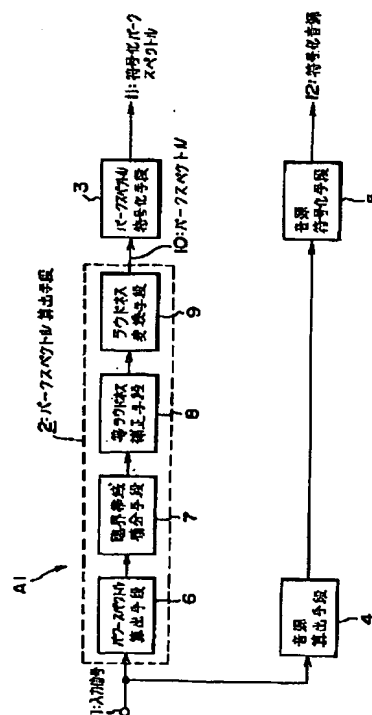 A1
1:入力信号
2:バークスペクトル算出手段
パワースペクトル
算出手段
6
臨界帯域
積分手段
7
等ラウドネス
補正手段
8
ラウドネス
変換手段
9
10:バークスペクトル
バークスペクトル
符号化手段
3
11:符号化バーク
スペクトル
音源
算出手段
4
音源
符号化手段
5
12:符号化音源